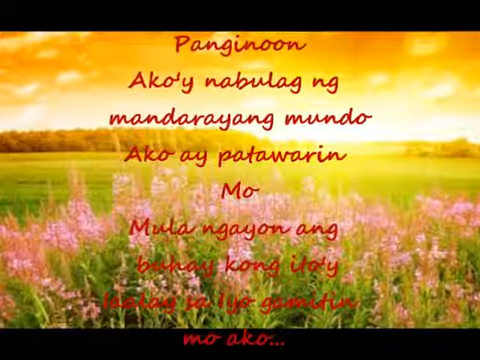 Panginoon
Ako'y nabulag ng
mandarayang mundo
Ako ay patawarin
Mo
Mula ngayon ang
buhay kong ito'y
iaalay sa Iyo gumitin
mo ako...